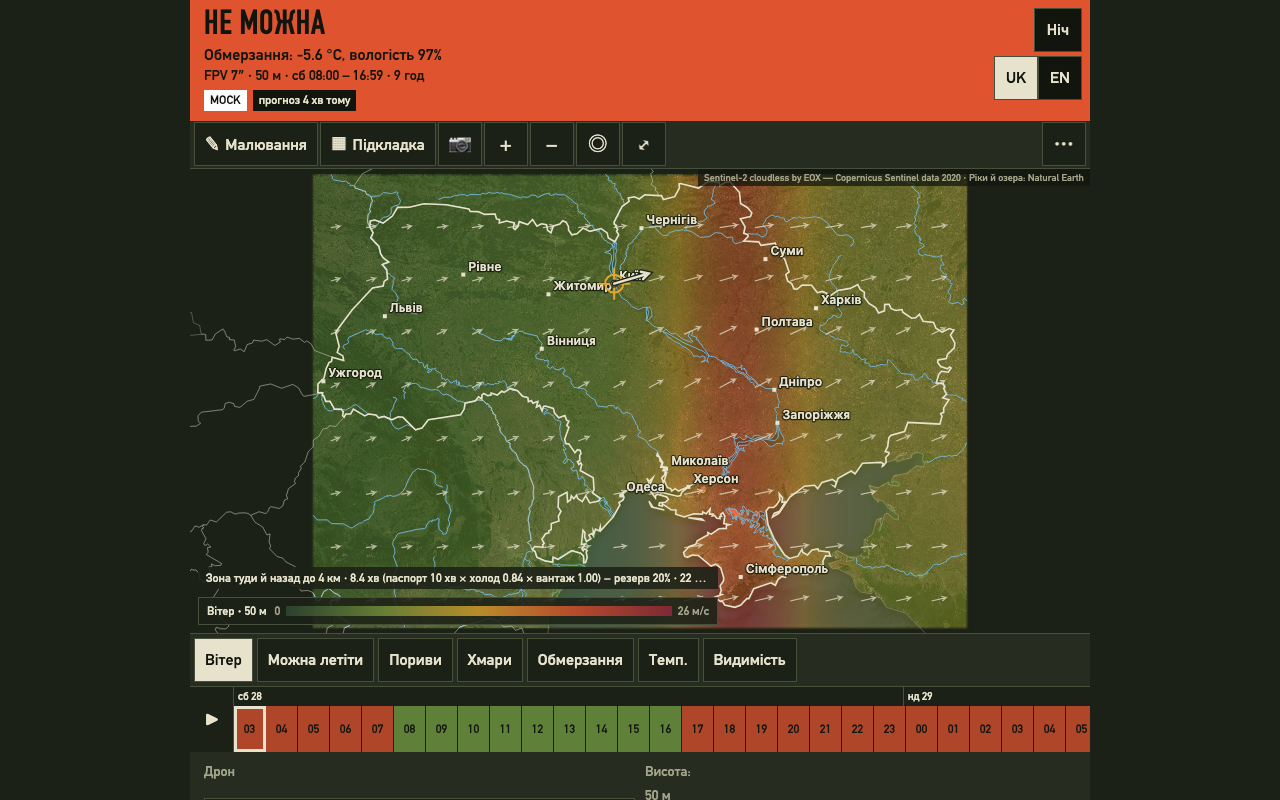 НЕ МОЖНА
Обмерзання: -5.6 °C, вологість 97%
FPV 7″ · 50 м · сб 08:00 – 16:59 · 9 год
МОСК
прогноз 4 хв тому
Ніч
UK
EN
✎ Малювання
Підкладка
+
−
◎
⤢
•••
Sentinel-2 cloudless by EOX — Copernicus Sentinel data 2020 · Ріки й озера: Natural Earth
Чернігів
Суми
Рівне
Житомир
Харків
Львів
Полтава
Вінниця
Ужгород
Дніпро
Запоріжжя
Миколаїв
Херсон
Одеса
Сімферополь
Зона туди й назад до 4 км · 8.4 хв (паспорт 10 хв × холод 0.84 × вантаж 1.00) – резерв 20% · 22 …
Вітер · 50 м 0 26 м/с
Вітер
Можна летіти
Пориви
Хмари
Обмерзання
Темп.
Видимість
сб 28
нд 29
▶
03 04 05 06 07 08 09 10 11 12 13 14 15 16 17 18 19 20 21 22 23 00 01 02 03 04 05
Дрон
Висота:
50 м